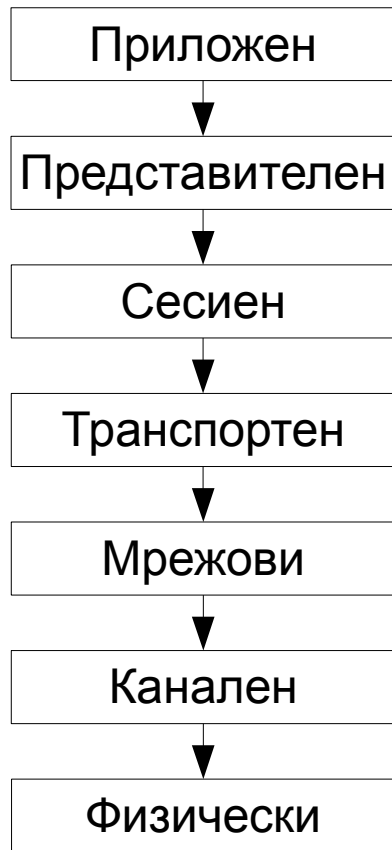 Приложен
Представителен
Сесиен
Транспортен
Мрежови
Канален
Физически